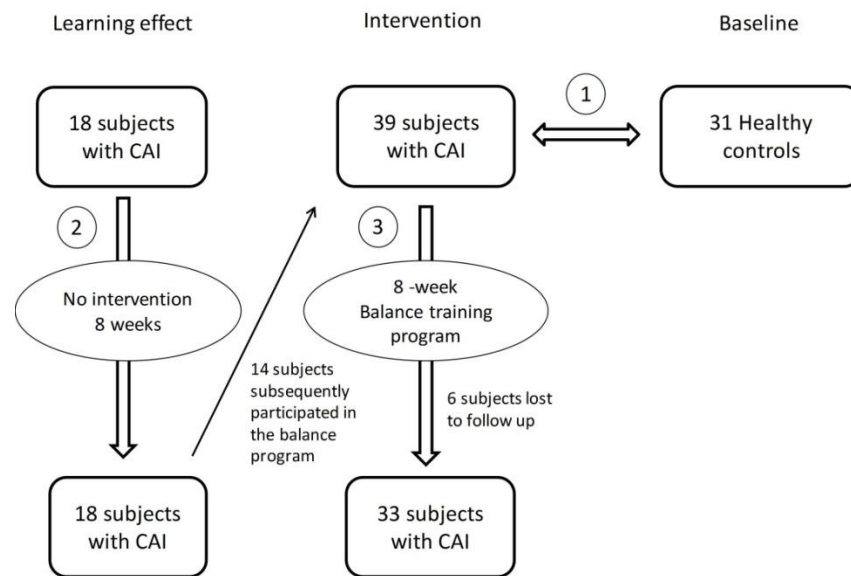 Learning effect
Intervention
Baseline
18 subjects
with CAI
39 subjects
with CAI
1
31 Healthy
controls
2
3
No intervention
8 weeks
8 -week
Balance training
program
14 subjects
subsequently
participated in
the balance
program
6 subjects lost
to follow up
18 subjects
with CAI
33 subjects
with CAI